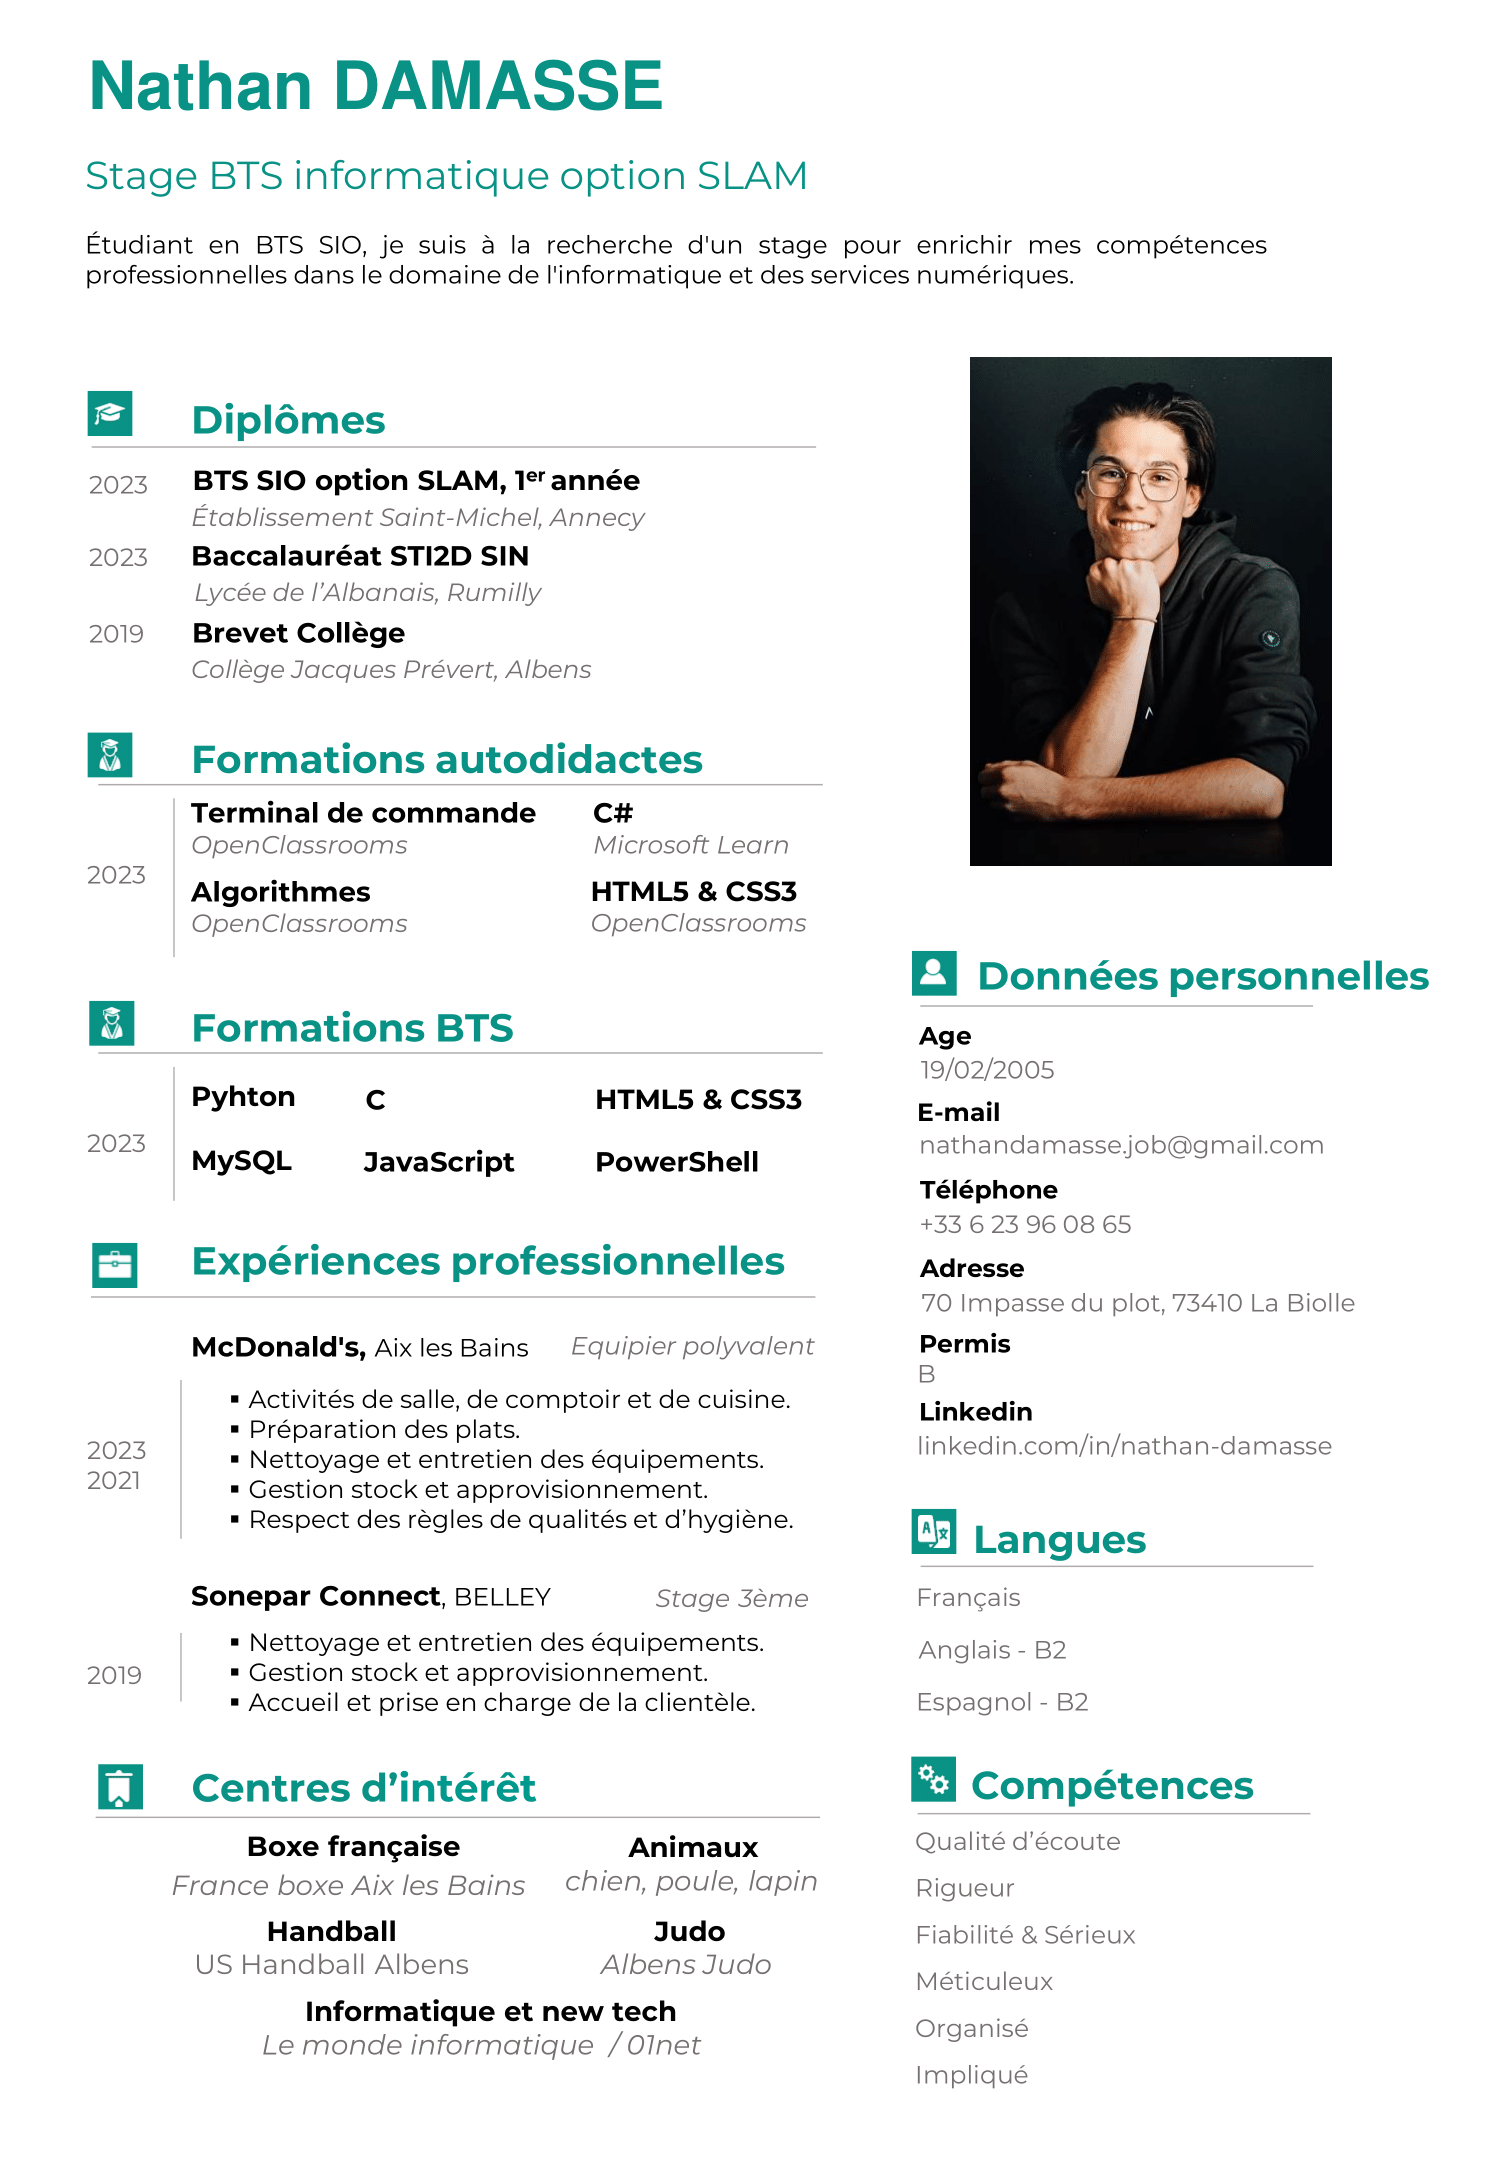 Nathan DAMASSE
Stage BTS informatique option SLAM
Étudiant en BTS SIO, je suis à la recherche d'un stage pour enrichir mes compétences
professionnelles dans le domaine de l'informatique et des services numériques.
Diplômes
2023 BTS SIO option SLAM, 1er année
Établissement Saint-Michel, Annecy
2023 Baccalauréat STI2D SIN
Lycée de l’Albanais, Rumilly
2019 Brevet Collège
Collège Jacques Prévert, Albens
Formations autodidactes
2023
Terminal de commande C#
OpenClassrooms Microsoft Learn
Algorithmes HTML5 & CSS3
OpenClassrooms OpenClassrooms
Formations BTS
2023
Pyhton C HTML5 & CSS3
MySQL JavaScript PowerShell
Expériences professionnelles
McDonald's, Aix les Bains Equipier polyvalent
2023
2021
▪ Activités de salle, de comptoir et de cuisine.
▪ Préparation des plats.
▪ Nettoyage et entretien des équipements.
▪ Gestion stock et approvisionnement.
▪ Respect des règles de qualités et d’hygiène.
Sonepar Connect, BELLEY Stage 3ème
2019
▪ Nettoyage et entretien des équipements.
▪ Gestion stock et approvisionnement.
▪ Accueil et prise en charge de la clientèle.
Centres d’intérêt
Boxe française Animaux
France boxe Aix les Bains chien, poule, lapin
Handball Judo
US Handball Albens Albens Judo
Informatique et new tech
Le monde informatique / 01net
Données personnelles
Age
19/02/2005
E-mail
nathandamasse.job@gmail.com
Téléphone
+33 6 23 96 08 65
Adresse
70 Impasse du plot, 73410 La Biolle
Permis
B
Linkedin
linkedin.com/in/nathan-damasse
Langues
Français
Anglais - B2
Espagnol - B2
Compétences
Qualité d’écoute
Rigueur
Fiabilité & Sérieux
Méticuleux
Organisé
Impliqué